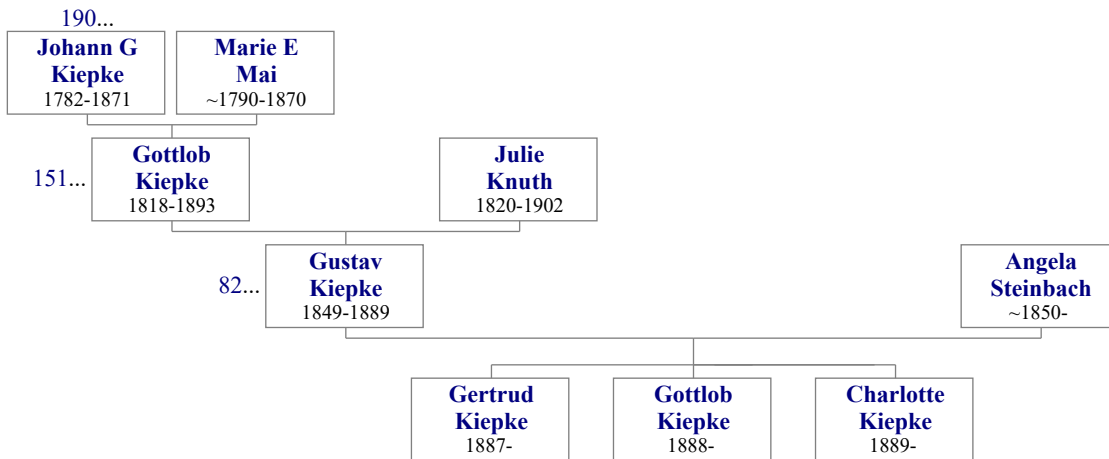 190...
Johann G
Kiepke
1782-1871
Marie E
Mai
~1790-1870
151...
Gottlob
Kiepke
1818-1893
Julie
Knuth
1820-1902
82...
Gustav
Kiepke
1849-1889
Angela
Steinbach
~1850-
Gertrud
Kiepke
1887-
Gottlob
Kiepke
1888-
Charlotte
Kiepke
1889-